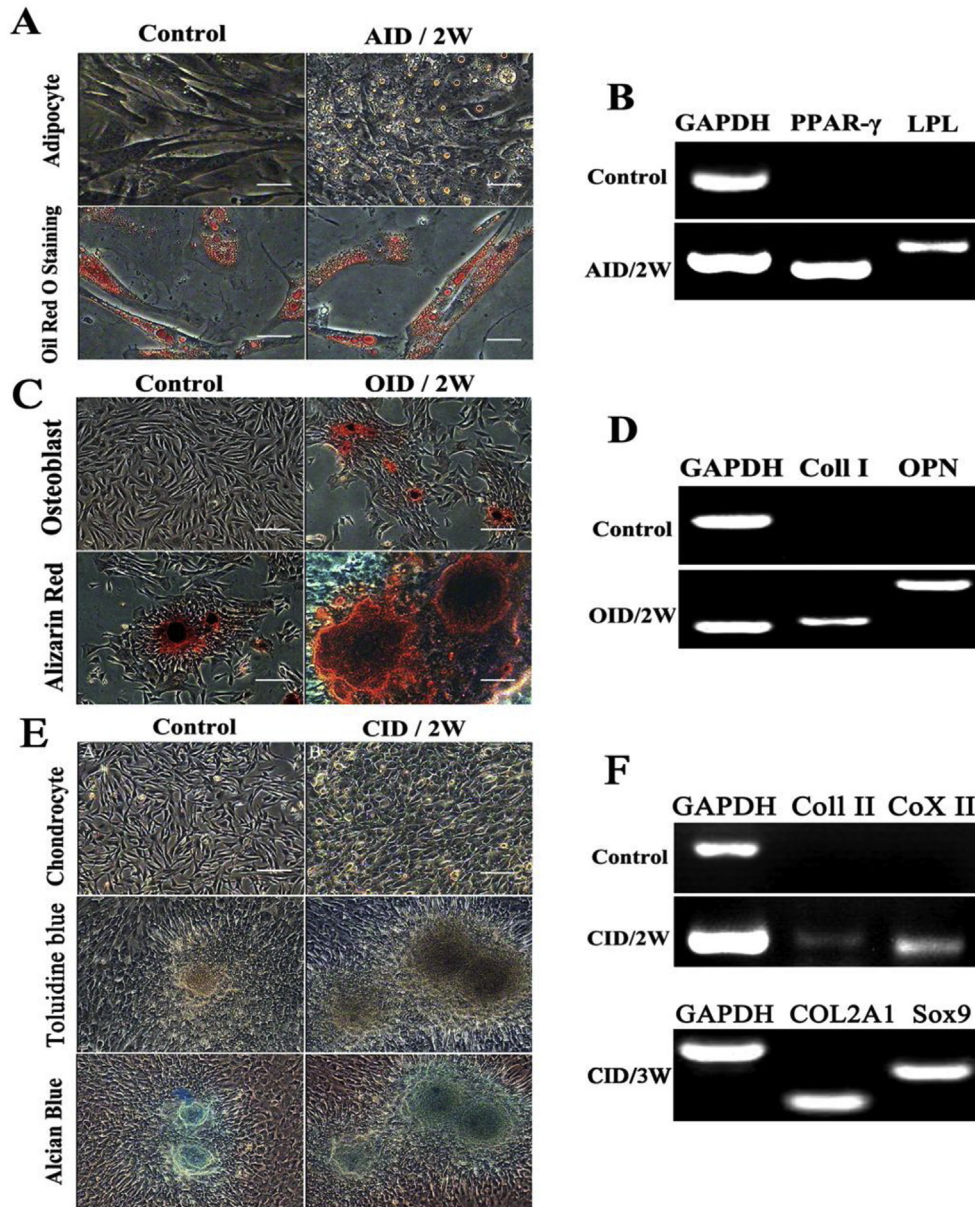 A
Control AID / 2W
Adipocyte
Oil Red O Staining
B
GAPDH PPAR-γ LPL
Control
AID/2W
C
Control OID / 2W
Osteoblast
Alizarin Red
D
GAPDH Coll I OPN
Control
OID/2W
E
Control CID / 2W
A B
Chondrocyte
Toluidine blue
Alcian Blue
F
GAPDH Coll II CoX II
Control
CID/2W
GAPDH COL2A1 Sox9
CID/3W